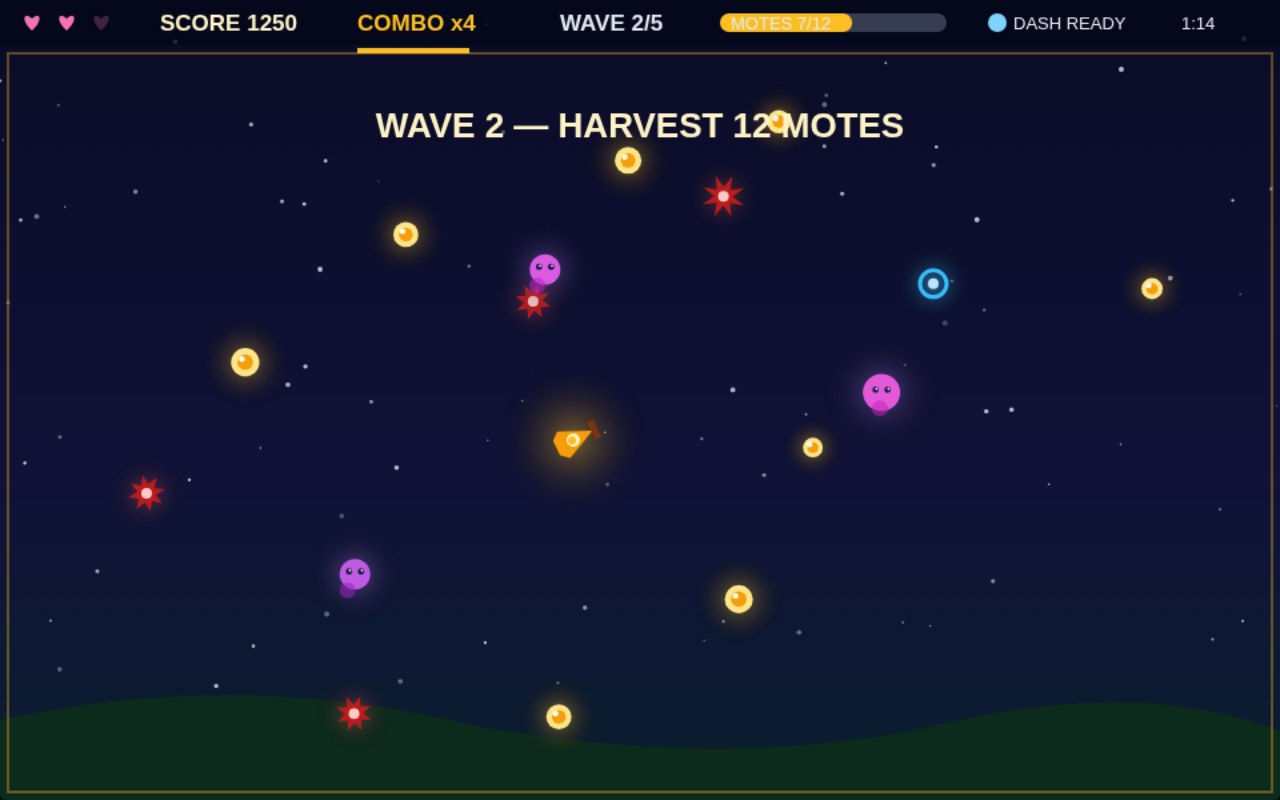 SCORE 1250 COMBO x4 WAVE 2/5 MOTES 7/12 DASH READY 1:14
WAVE 2 — HARVEST 12 MOTES